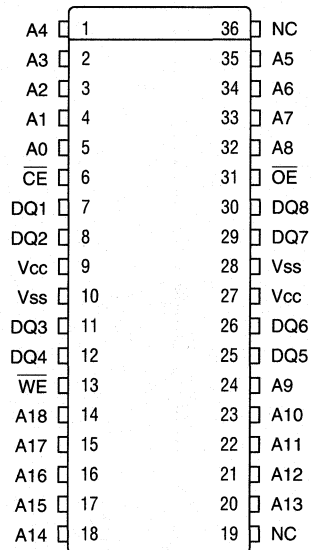 A4 1 36 NC
A3 2 35 A5
A2 3 34 A6
A1 4 33 A7
A0 5 32 A8
C̅E̅ 6 31 O̅E̅
DQ1 7 30 DQ8
DQ2 8 29 DQ7
Vcc 9 28 Vss
Vss 10 27 Vcc
DQ3 11 26 DQ6
DQ4 12 25 DQ5
W̅E̅ 13 24 A9
A18 14 23 A10
A17 15 22 A11
A16 16 21 A12
A15 17 20 A13
A14 18 19 NC